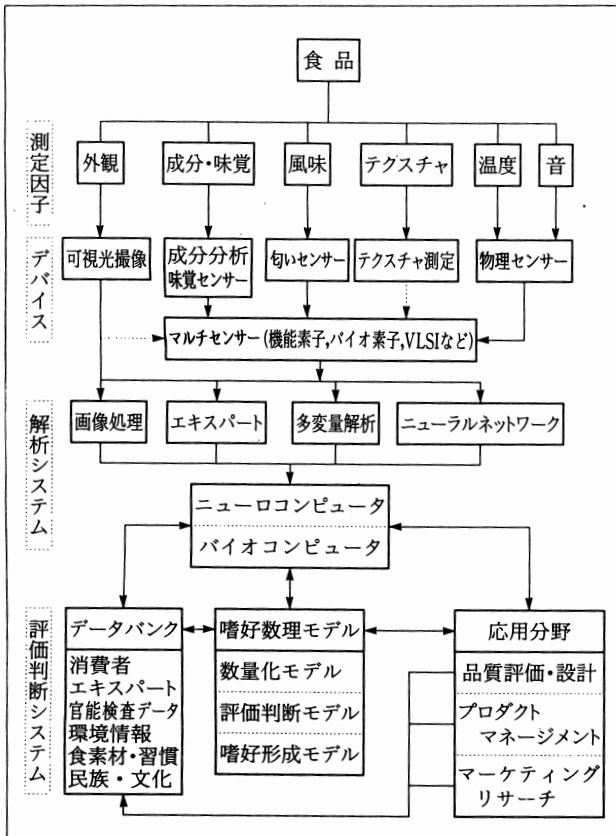 食品
測定因子
外観
成分・味覚
風味
テグスチャ
温度
音
デバイス
可視光撮像
成分分析
味覚センサー
匂いセンサー
テクスチャ測定
物理センサー
マルチセンサー(機能素子,バイオ素子,VLSIなど)
解析システム
画像処理
エキスパート
多変量解析
ニューラルネットワーク
ニューロコンピュータ
バイオコンピュータ
評価判断システム
データバンク
消費者
エキスパート
官能検査データ
環境情報
食素材・習慣
民族・文化
嗜好数理モデル
数量化モデル
評価判断モデル
嗜好形成モデル
応用分野
品質評価・設計
プロダクト
マネージメント
マーケティング
リサーチ